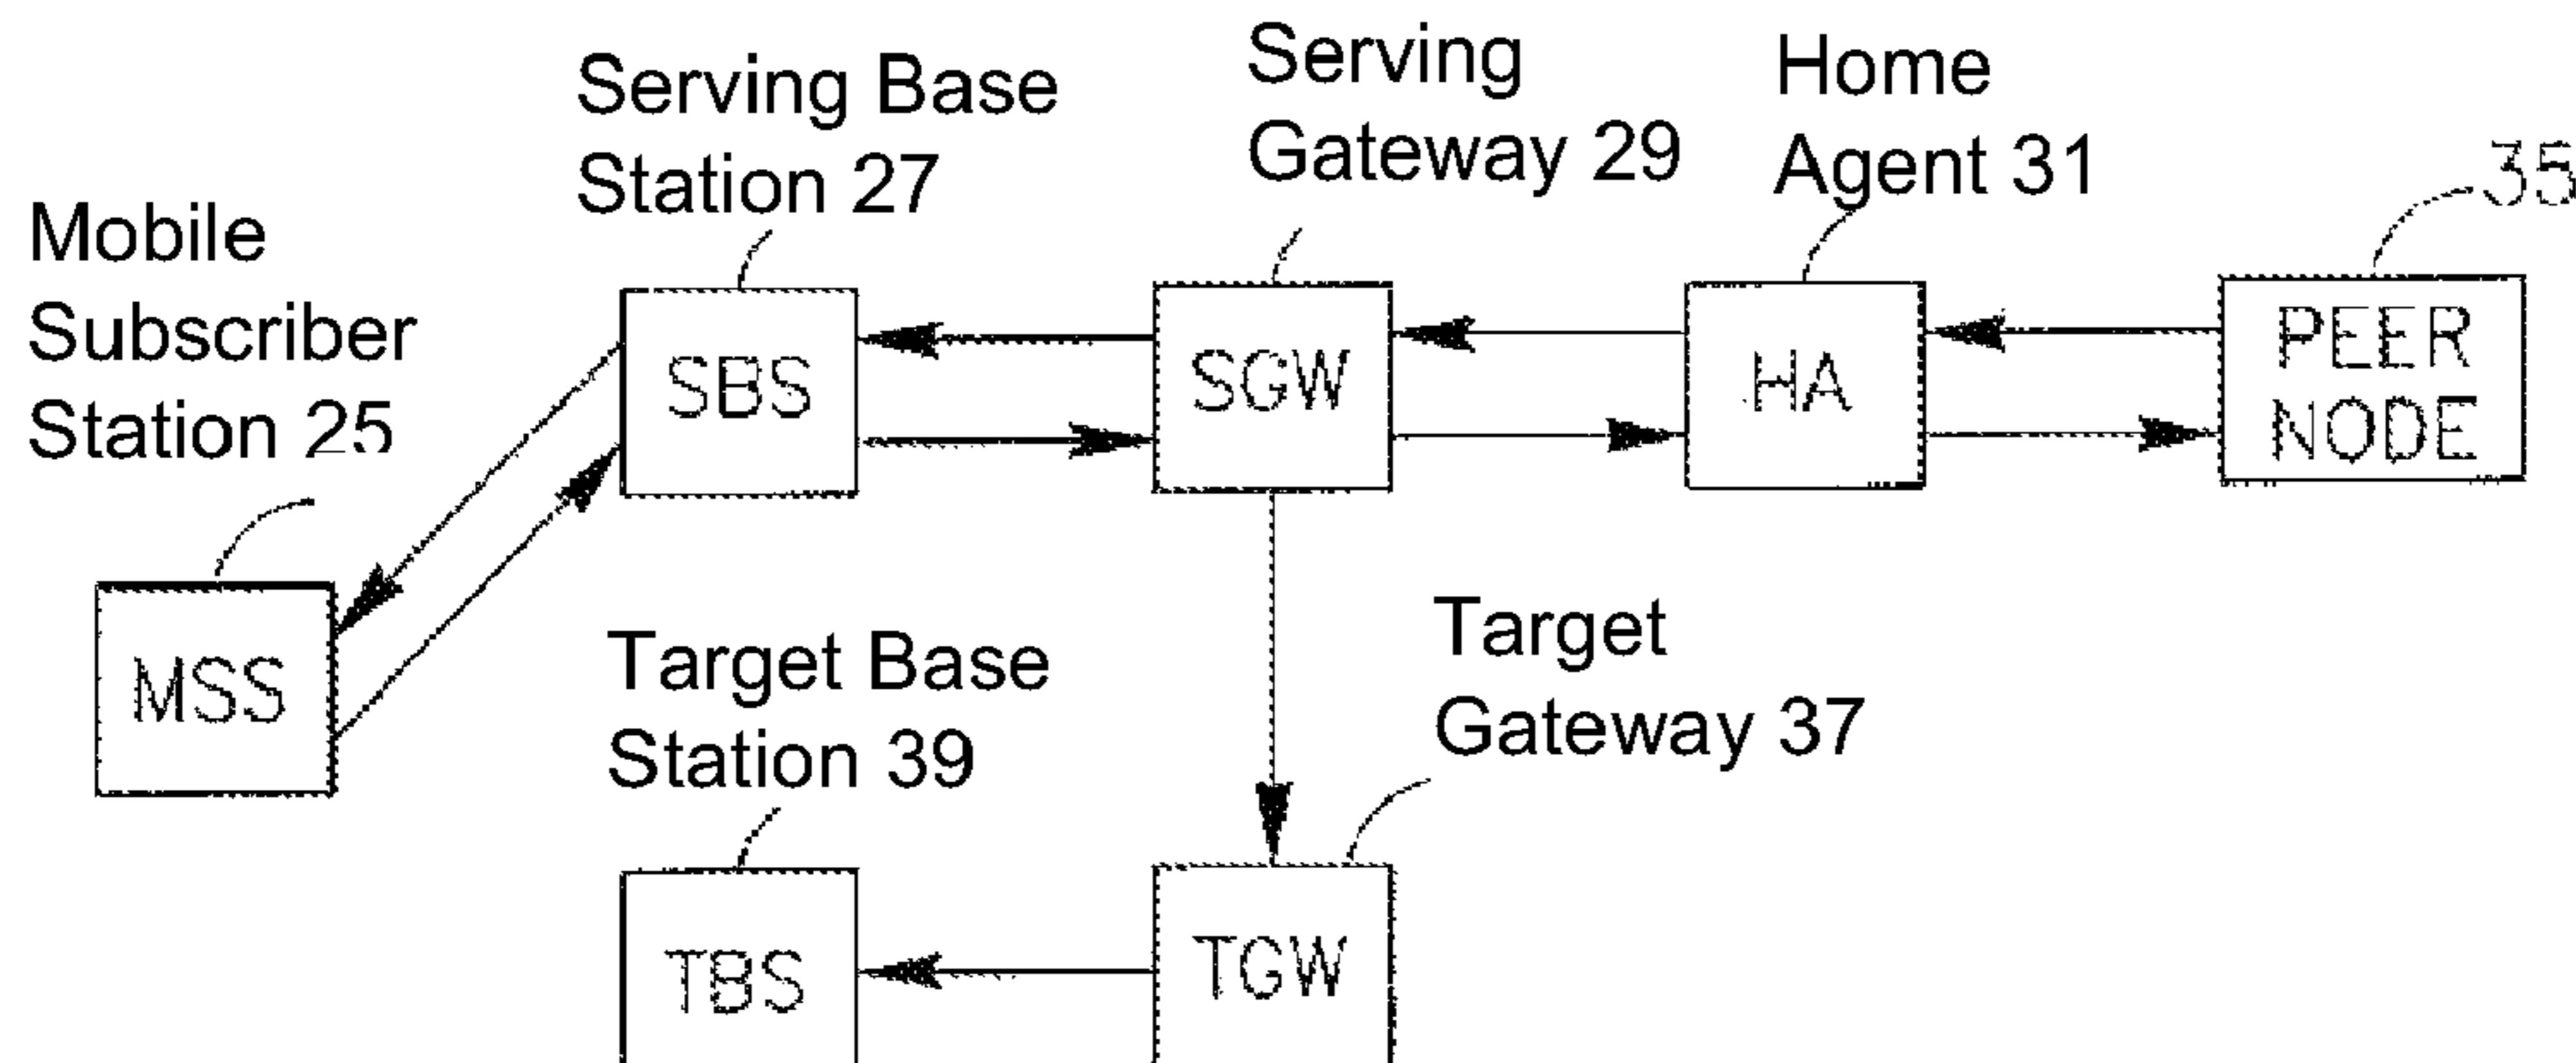 Serving Base
Station 27
Serving
Gateway 29
Home
Agent 31
35
Mobile
Subscriber
Station 25
SBS
SGW
HA
PEER
NODE
MSS
Target Base
Station 39
Target
Gateway 37
TBS
TGW